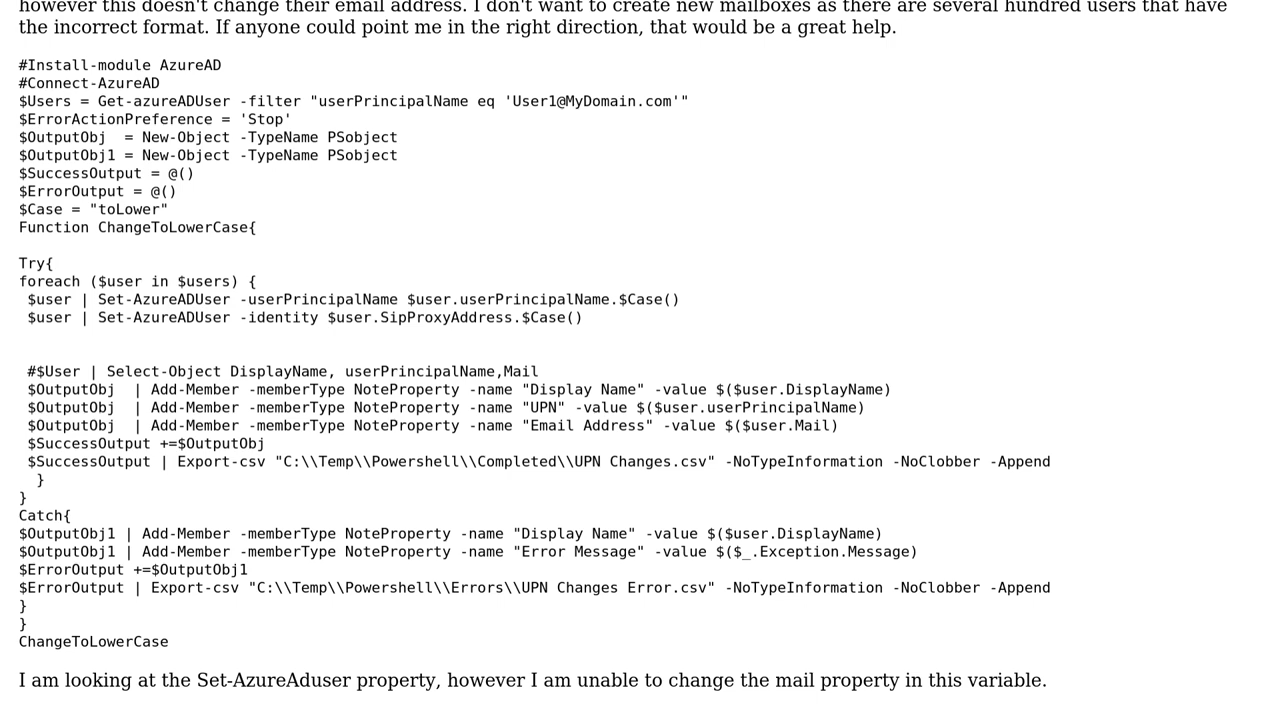 however this doesn't change their email address. I don't want to create new mailboxes as there are several hundred users that have
the incorrect format. If anyone could point me in the right direction, that would be a great help.
#Install-module AzureAD
#Connect-AzureAD
$Users = Get-azureADUser -filter "userPrincipalName eq 'User1@MyDomain.com'"
$ErrorActionPreference = 'Stop'
$OutputObj  = New-Object -TypeName PSobject
$OutputObj1 = New-Object -TypeName PSobject
$SuccessOutput = @()
$ErrorOutput = @()
$Case = "toLower"
Function ChangeToLowerCase{
Try{
foreach ($user in $users) {
 $user | Set-AzureADUser -userPrincipalName $user.userPrincipalName.$Case()
 $user | Set-AzureADUser -identity $user.SipProxyAddress.$Case()
 #$User | Select-Object DisplayName, userPrincipalName,Mail
 $OutputObj  | Add-Member -memberType NoteProperty -name "Display Name" -value $($user.DisplayName)
 $OutputObj  | Add-Member -memberType NoteProperty -name "UPN" -value $($user.userPrincipalName)
 $OutputObj  | Add-Member -memberType NoteProperty -name "Email Address" -value $($user.Mail)
 $SuccessOutput +=$OutputObj
 $SuccessOutput | Export-csv "C:\\Temp\\Powershell\\Completed\\UPN Changes.csv" -NoTypeInformation -NoClobber -Append
  }
}
Catch{
$OutputObj1 | Add-Member -memberType NoteProperty -name "Display Name" -value $($user.DisplayName)
$OutputObj1 | Add-Member -memberType NoteProperty -name "Error Message" -value $($_.Exception.Message)
$ErrorOutput +=$OutputObj1
$ErrorOutput | Export-csv "C:\\Temp\\Powershell\\Errors\\UPN Changes Error.csv" -NoTypeInformation -NoClobber -Append
}
}
ChangeToLowerCase
I am looking at the Set-AzureAduser property, however I am unable to change the mail property in this variable.